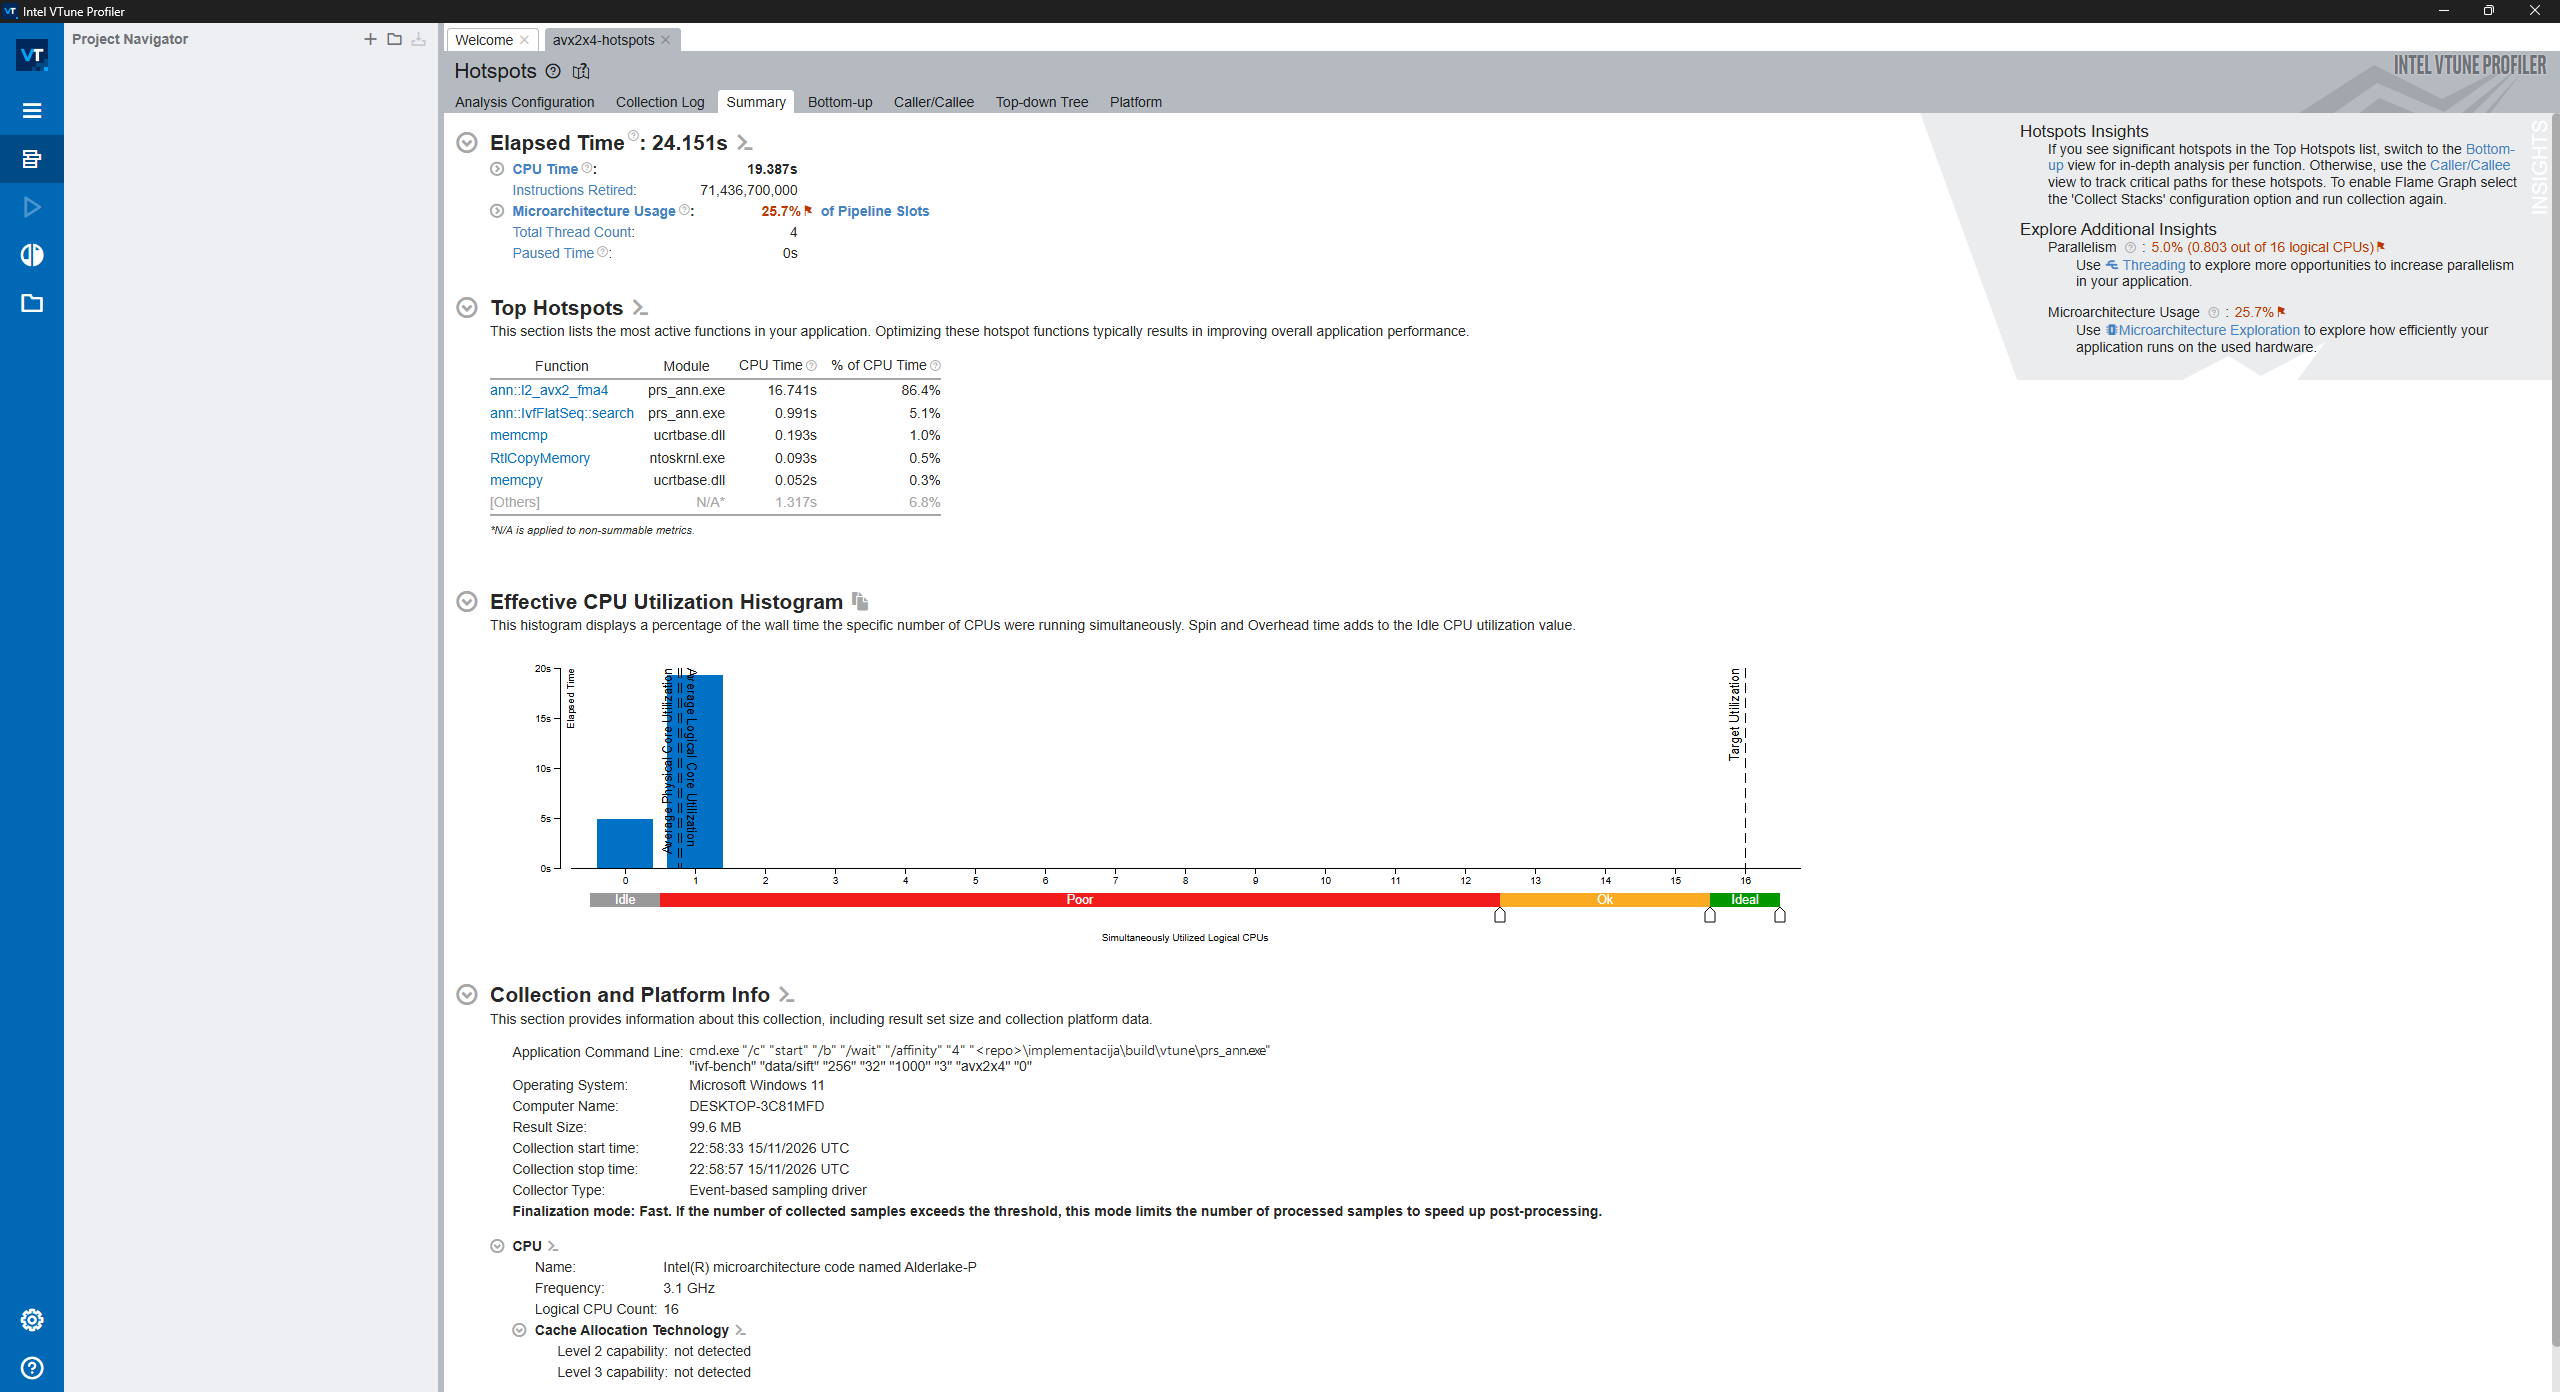 Intel VTune Profiler
Project Navigator
Welcome
avx2x4-hotspots
Hotspots
INTEL VTUNE PROFILER
Analysis Configuration Collection Log Summary Bottom-up Caller/Callee Top-down Tree Platform
Elapsed Time: 24.151s
CPU Time: 19.387s
Instructions Retired: 71,436,700,000
Microarchitecture Usage: 25.7% of Pipeline Slots
Total Thread Count: 4
Paused Time: 0s
Hotspots Insights
If you see significant hotspots in the Top Hotspots list, switch to the Bottom-
up view for in-depth analysis per function. Otherwise, use the Caller/Callee
view to track critical paths for these hotspots. To enable Flame Graph select
the 'Collect Stacks' configuration option and run collection again.
Explore Additional Insights
Parallelism : 5.0% (0.803 out of 16 logical CPUs)
Use Threading to explore more opportunities to increase parallelism
in your application.
Microarchitecture Usage : 25.7%
Use Microarchitecture Exploration to explore how efficiently your
application runs on the used hardware.
INSIGHTS
Top Hotspots
This section lists the most active functions in your application. Optimizing these hotspot functions typically results in improving overall application performance.
Function Module CPU Time % of CPU Time
ann::l2_avx2_fma4 prs_ann.exe 16.741s 86.4%
ann::IvfFlatSeq::search prs_ann.exe 0.991s 5.1%
memcmp ucrtbase.dll 0.193s 1.0%
RtlCopyMemory ntoskrnl.exe 0.093s 0.5%
memcpy ucrtbase.dll 0.052s 0.3%
[Others] N/A* 1.317s 6.8%
*N/A is applied to non-summable metrics.
Effective CPU Utilization Histogram
This histogram displays a percentage of the wall time the specific number of CPUs were running simultaneously. Spin and Overhead time adds to the Idle CPU utilization value.
20s
15s
10s
5s
0s
Elapsed Time
Average Physical Core Utilization
Average Logical Core Utilization
Target Utilization
0 1 2 3 4 5 6 7 8 9 10 11 12 13 14 15 16
Idle Poor Ok Ideal
Simultaneously Utilized Logical CPUs
Collection and Platform Info
This section provides information about this collection, including result set size and collection platform data.
Application Command Line: cmd.exe "/c" "start" "/b" "/wait" "/affinity" "4" "<repo>\implementacija\build\vtune\prs_ann.exe"
"ivf-bench" "data/sift" "256" "32" "1000" "3" "avx2x4" "0"
Operating System: Microsoft Windows 11
Computer Name: DESKTOP-3C81MFD
Result Size: 99.6 MB
Collection start time: 22:58:33 15/11/2026 UTC
Collection stop time: 22:58:57 15/11/2026 UTC
Collector Type: Event-based sampling driver
Finalization mode: Fast. If the number of collected samples exceeds the threshold, this mode limits the number of processed samples to speed up post-processing.
CPU
Name: Intel(R) microarchitecture code named Alderlake-P
Frequency: 3.1 GHz
Logical CPU Count: 16
Cache Allocation Technology
Level 2 capability: not detected
Level 3 capability: not detected